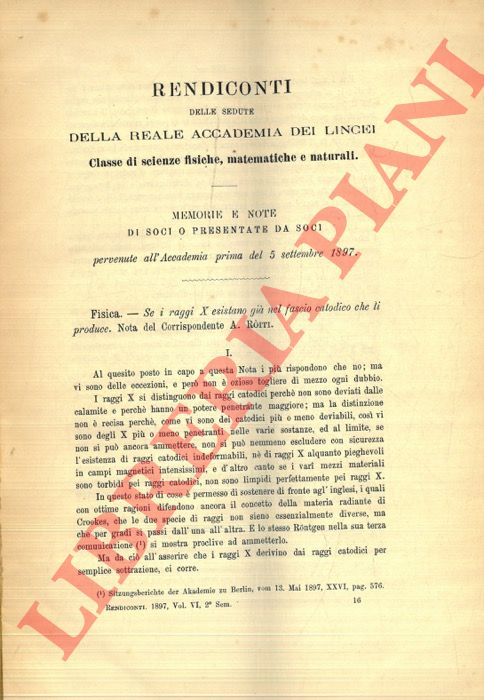 RENDICONTI
DELLE SEDUTE
DELLA REALE ACCADEMIA DEI LINCEI
Classe di scienze fisiche, matematiche e naturali.
MEMORIE E NOTE
DI SOCI O PRESENTATE DA SOCI
pervenute all'Accademia prima del 5 settembre 1897.
Fisica. — Se i raggi X esistano già nel fascio catodico che li
produce. Nota del Corrispondente A. Ròiti.
I.
Al quesito posto in capo a questa Nota i più rispondono che no; ma
vi sono delle eccezioni, e però non è ozioso togliere di mezzo ogni dubbio.
I raggi X si distinguono dai raggi catodici perchè non sono deviati dalle
calamite e perchè hanno un potere penetrante maggiore; ma la distinzione
non è recisa perchè, come vi sono dei catodici più o meno deviabili, così vi
sono degli X più o meno penetranti nelle varie sostanze, ed al limite, se
non si può ancora ammettere, non si può nemmeno escludere con sicurezza
l'esistenza di raggi catodici indeformabili, nè di raggi X alquanto pieghevoli
in campi magnetici intensissimi, e d'altro canto se i varî mezzi materiali
sono torbidi pei raggi catodici, non sono limpidi perfettamente pei raggi X.
In questo stato di cose è permesso di sostenere di fronte agl' inglesi, i quali
con ottime ragioni difendono ancora il concetto della materia radiante di
Crookes, che le due specie di raggi non sieno essenzialmente diverse, ma
che per gradi si passi dall'una all'altra. E lo stesso Röntgen nella sua terza
comunicazione (¹) si mostra proclive ad ammetterlo.
Ma da ciò all'asserire che i raggi X derivino dai raggi catodici per
semplice sottrazione, ci corre.
(¹) Sitzungsberichte der Akademie zu Berlin, vom 13. Mai 1897, XXVI, pag. 576.
RENDICONTI. 1897, Vol. VI, 2° Sem. 16
LIBRERIA PIANI